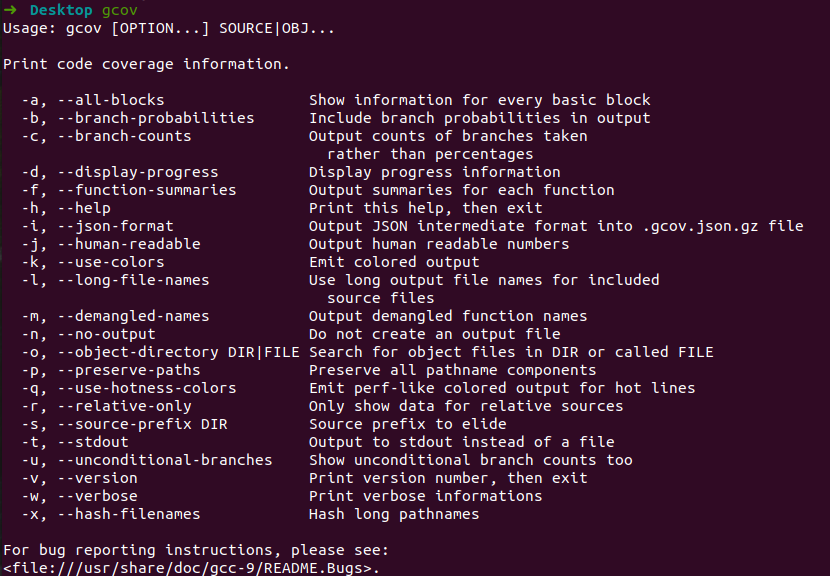 ➜ Desktop gcov
Usage: gcov [OPTION...] SOURCE|OBJ...

Print code coverage information.

  -a, --all-blocks                Show information for every basic block
  -b, --branch-probabilities      Include branch probabilities in output
  -c, --branch-counts             Output counts of branches taken
                                    rather than percentages
  -d, --display-progress          Display progress information
  -f, --function-summaries        Output summaries for each function
  -h, --help                      Print this help, then exit
  -i, --json-format               Output JSON intermediate format into .gcov.json.gz file
  -j, --human-readable            Output human readable numbers
  -k, --use-colors                Emit colored output
  -l, --long-file-names           Use long output file names for included
                                    source files
  -m, --demangled-names           Output demangled function names
  -n, --no-output                 Do not create an output file
  -o, --object-directory DIR|FILE Search for object files in DIR or called FILE
  -p, --preserve-paths            Preserve all pathname components
  -q, --use-hotness-colors        Emit perf-like colored output for hot lines
  -r, --relative-only             Only show data for relative sources
  -s, --source-prefix DIR         Source prefix to elide
  -t, --stdout                    Output to stdout instead of a file
  -u, --unconditional-branches    Show unconditional branch counts too
  -v, --version                   Print version number, then exit
  -w, --verbose                   Print verbose informations
  -x, --hash-filenames            Hash long pathnames

For bug reporting instructions, please see:
<file:///usr/share/doc/gcc-9/README.Bugs>.